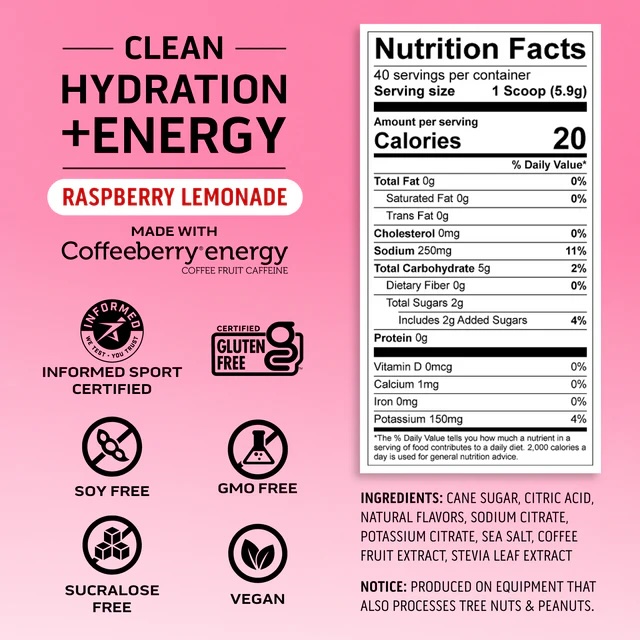 CLEAN
HYDRATION
+ENERGY
RASPBERRY LEMONADE
MADE WITH
Coffeeberry® energy
COFFEE FRUIT CAFFEINE
INFORMED
WE TEST • YOU TRUST
INFORMED SPORT
CERTIFIED
CERTIFIED
GLUTEN
FREE
SOY FREE
GMO FREE
SUCRALOSE
FREE
VEGAN
Nutrition Facts
40 servings per container
Serving size 1 Scoop (5.9g)
Amount per serving
Calories 20
% Daily Value*
Total Fat 0g 0%
Saturated Fat 0g 0%
Trans Fat 0g
Cholesterol 0mg 0%
Sodium 250mg 11%
Total Carbohydrate 5g 2%
Dietary Fiber 0g 0%
Total Sugars 2g
Includes 2g Added Sugars 4%
Protein 0g
Vitamin D 0mcg 0%
Calcium 1mg 0%
Iron 0mg 0%
Potassium 150mg 4%
*The % Daily Value tells you how much a nutrient in a
serving of food contributes to a daily diet. 2,000 calories a
day is used for general nutrition advice.
INGREDIENTS: CANE SUGAR, CITRIC ACID,
NATURAL FLAVORS, SODIUM CITRATE,
POTASSIUM CITRATE, SEA SALT, COFFEE
FRUIT EXTRACT, STEVIA LEAF EXTRACT
NOTICE: PRODUCED ON EQUIPMENT THAT
ALSO PROCESSES TREE NUTS & PEANUTS.